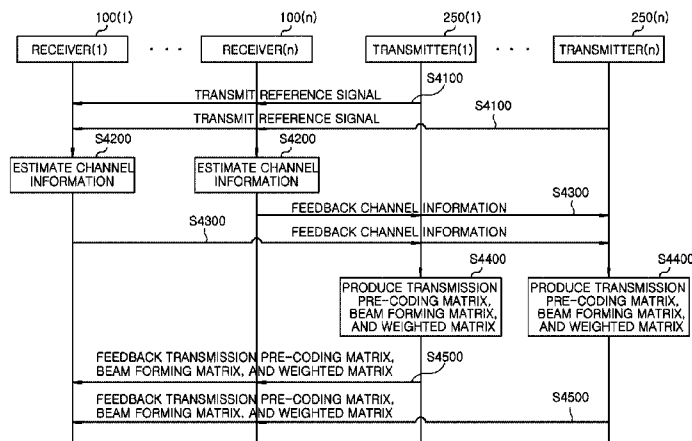 100(1)
100(n)
250(1)
250(n)
RECEIVER(1)
· · ·
RECEIVER(n)
TRANSMITTER(1)
· · ·
TRANSMITTER(n)
S4100
TRANSMIT REFERENCE SIGNAL
TRANSMIT REFERENCE SIGNAL
S4100
S4200
S4200
ESTIMATE CHANNEL
INFORMATION
ESTIMATE CHANNEL
INFORMATION
S4300
FEEDBACK CHANNEL INFORMATION
S4300
FEEDBACK CHANNEL INFORMATION
S4400
S4400
PRODUCE TRANSMISSION
PRE-CODING MATRIX,
BEAM FORMING MATRIX,
AND WEIGHTED MATRIX
PRODUCE TRANSMISSION
PRE-CODING MATRIX,
BEAM FORMING MATRIX,
AND WEIGHTED MATRIX
FEEDBACK TRANSMISSION PRE-CODING MATRIX,
BEAM FORMING MATRIX, AND WEIGHTED MATRIX
S4500
FEEDBACK TRANSMISSION PRE-CODING MATRIX,
BEAM FORMING MATRIX, AND WEIGHTED MATRIX
S4500